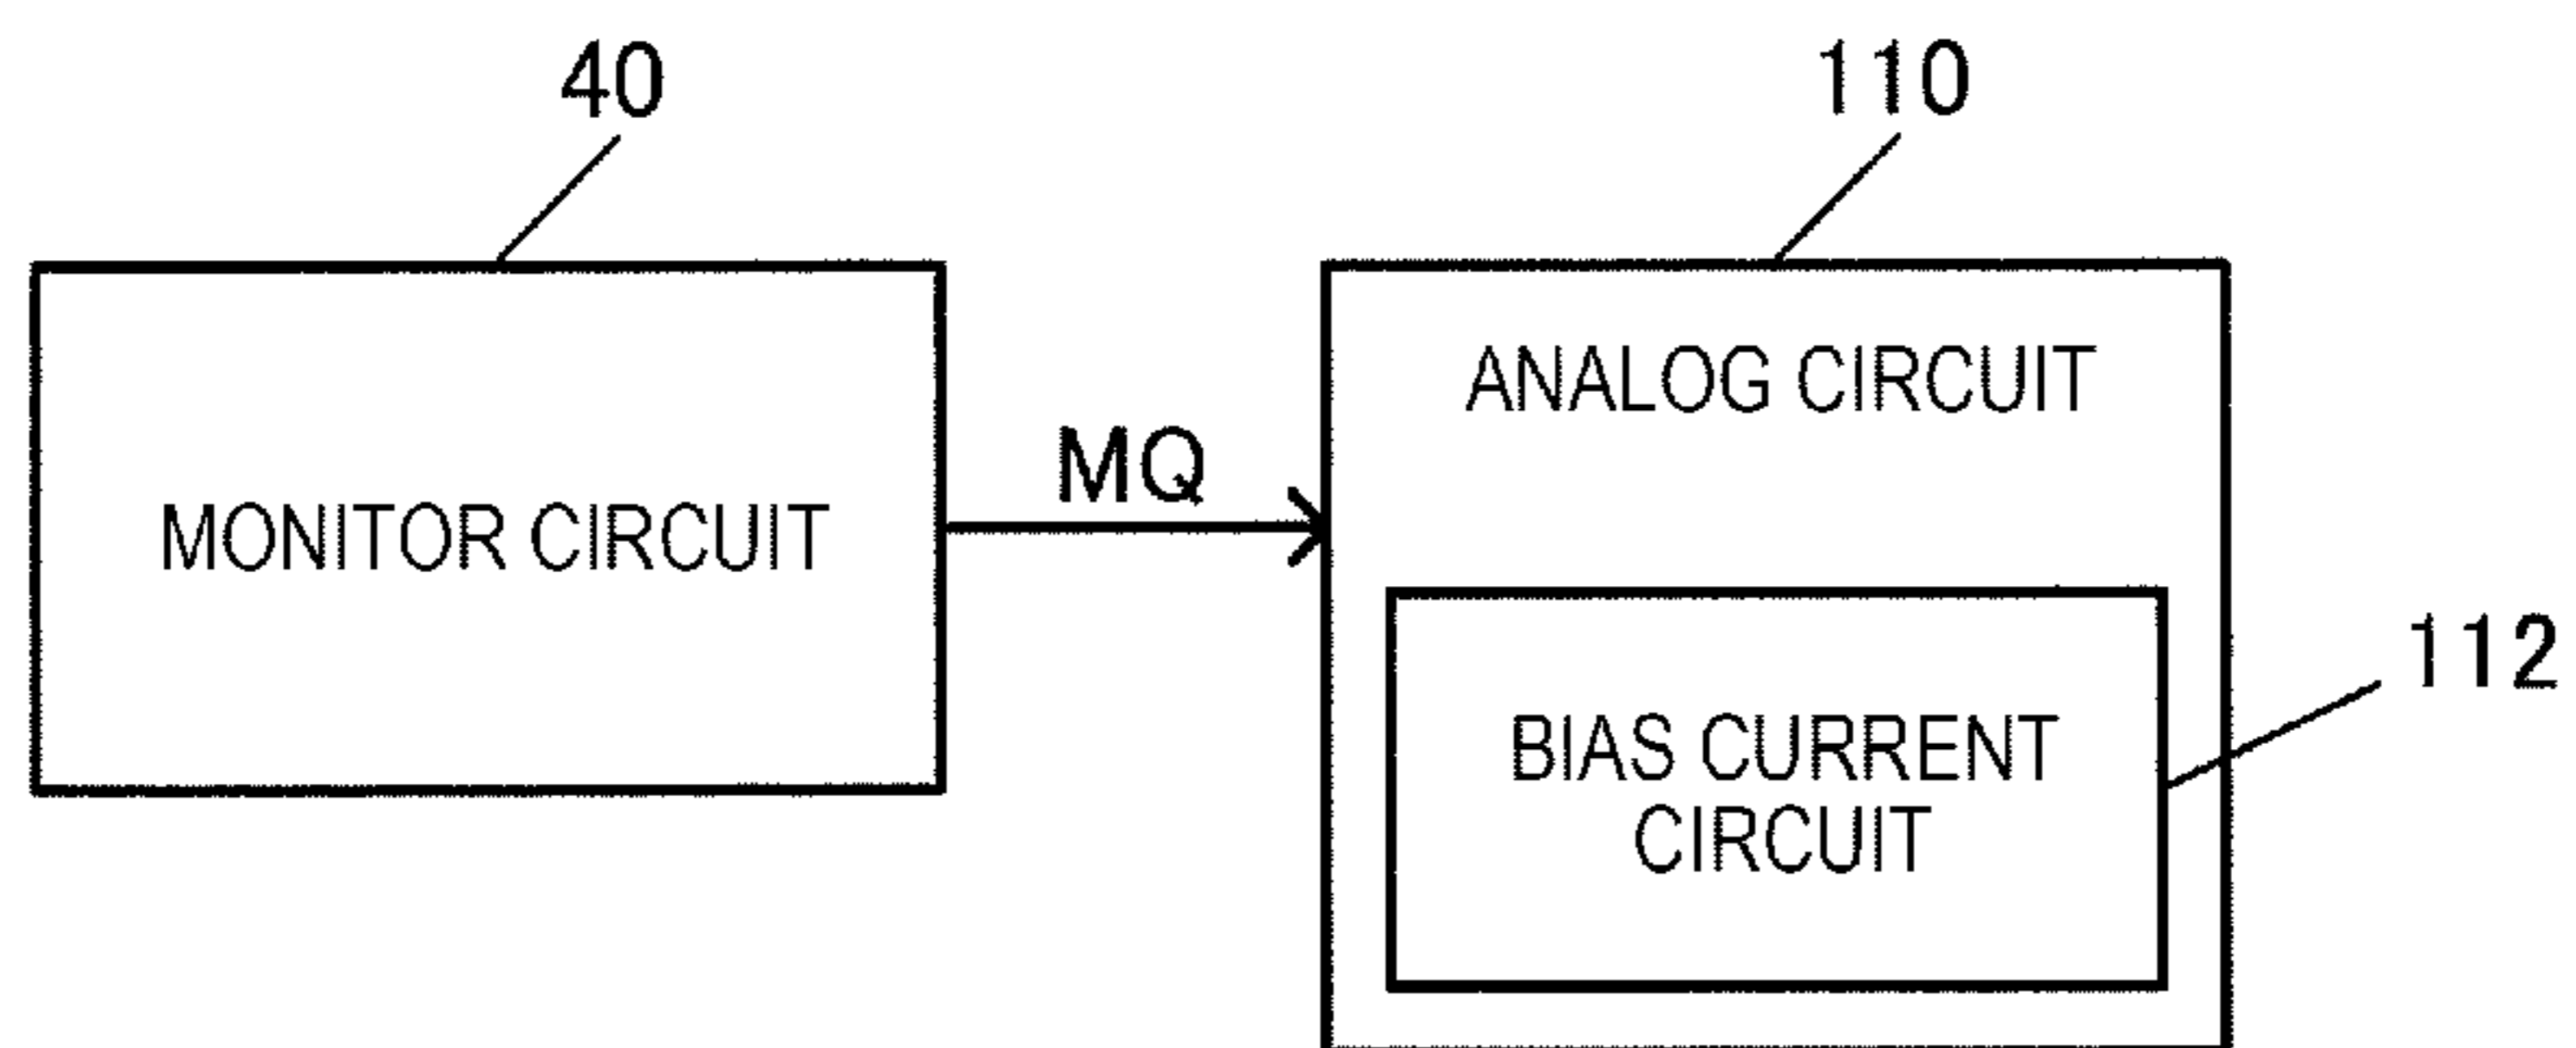 40
110
MONITOR CIRCUIT
MQ
ANALOG CIRCUIT
BIAS CURRENT
CIRCUIT
112